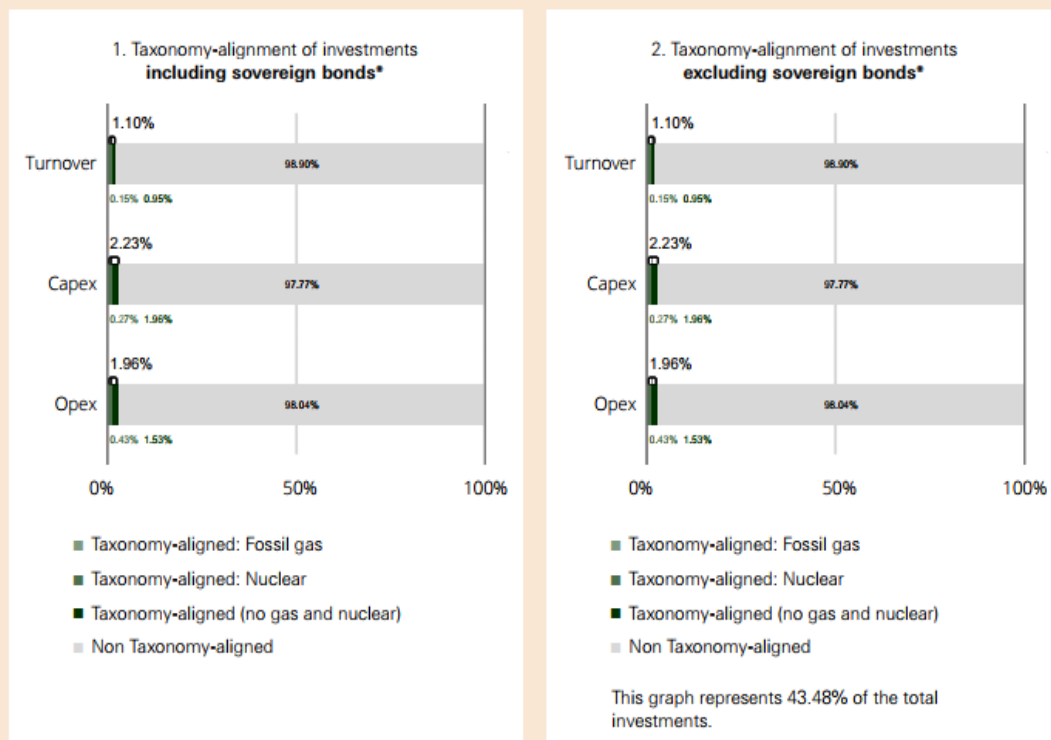 1. Taxonomy-alignment of investments
including sovereign bonds*
1.10%
Turnover
98.90%
0.15% 0.95%
2.23%
Capex
97.77%
0.27% 1.96%
1.96%
Opex
98.04%
0.43% 1.53%
0% 50% 100%
Taxonomy-aligned: Fossil gas
Taxonomy-aligned: Nuclear
Taxonomy-aligned (no gas and nuclear)
Non Taxonomy-aligned
2. Taxonomy-alignment of investments
excluding sovereign bonds*
1.10%
Turnover
98.90%
0.15% 0.95%
2.23%
Capex
97.77%
0.27% 1.96%
1.96%
Opex
98.04%
0.43% 1.53%
0% 50% 100%
Taxonomy-aligned: Fossil gas
Taxonomy-aligned: Nuclear
Taxonomy-aligned (no gas and nuclear)
Non Taxonomy-aligned
This graph represents 43.48% of the total
investments.